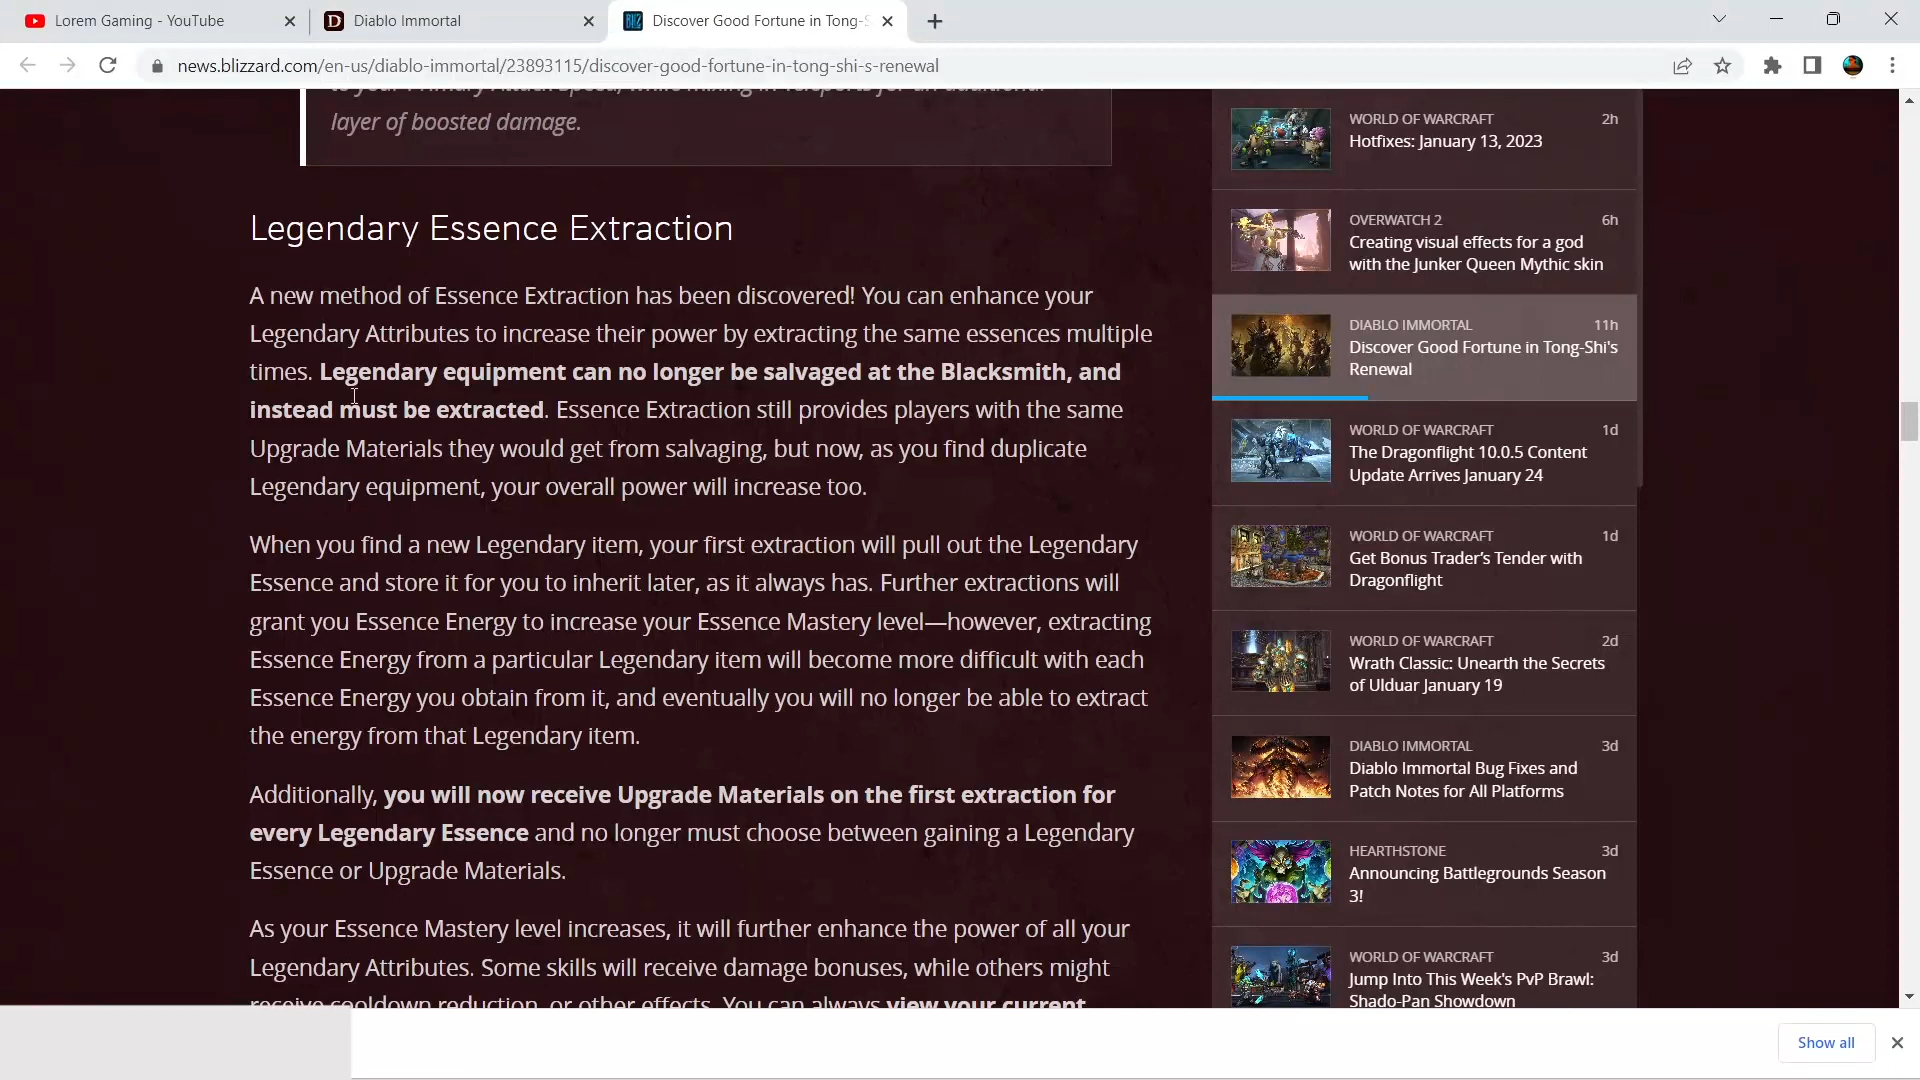 Lorem Gaming - YouTube
Diablo Immortal
Discover Good Fortune in Tong-S
news.blizzard.com/en-us/diablo-immortal/23893115/discover-good-fortune-in-tong-shi-s-renewal
to your Primary Attack Speed, while mixing in Teleports for an additional
layer of boosted damage.
Legendary Essence Extraction
A new method of Essence Extraction has been discovered! You can enhance your
Legendary Attributes to increase their power by extracting the same essences multiple
times. Legendary equipment can no longer be salvaged at the Blacksmith, and
instead must be extracted. Essence Extraction still provides players with the same
Upgrade Materials they would get from salvaging, but now, as you find duplicate
Legendary equipment, your overall power will increase too.
When you find a new Legendary item, your first extraction will pull out the Legendary
Essence and store it for you to inherit later, as it always has. Further extractions will
grant you Essence Energy to increase your Essence Mastery level—however, extracting
Essence Energy from a particular Legendary item will become more difficult with each
Essence Energy you obtain from it, and eventually you will no longer be able to extract
the energy from that Legendary item.
Additionally, you will now receive Upgrade Materials on the first extraction for
every Legendary Essence and no longer must choose between gaining a Legendary
Essence or Upgrade Materials.
As your Essence Mastery level increases, it will further enhance the power of all your
Legendary Attributes. Some skills will receive damage bonuses, while others might
receive cooldown reduction, or other effects. You can always view your current
WORLD OF WARCRAFT 2h
Hotfixes: January 13, 2023
OVERWATCH 2 6h
Creating visual effects for a god
with the Junker Queen Mythic skin
DIABLO IMMORTAL 11h
Discover Good Fortune in Tong-Shi's
Renewal
WORLD OF WARCRAFT 1d
The Dragonflight 10.0.5 Content
Update Arrives January 24
WORLD OF WARCRAFT 1d
Get Bonus Trader's Tender with
Dragonflight
WORLD OF WARCRAFT 2d
Wrath Classic: Unearth the Secrets
of Ulduar January 19
DIABLO IMMORTAL 3d
Diablo Immortal Bug Fixes and
Patch Notes for All Platforms
HEARTHSTONE 3d
Announcing Battlegrounds Season
3!
WORLD OF WARCRAFT 3d
Jump Into This Week's PvP Brawl:
Shado-Pan Showdown
Show all